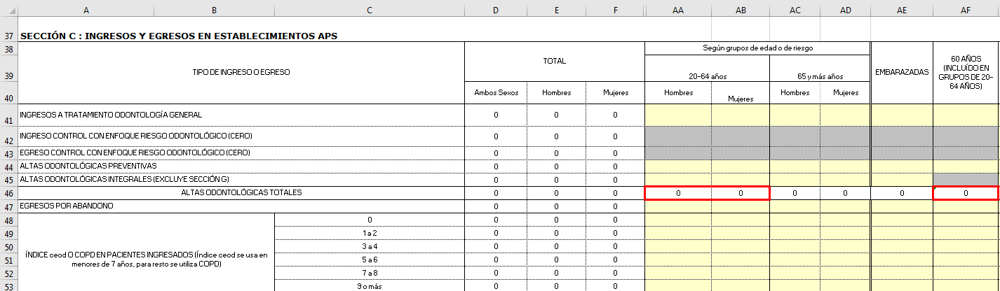 A B C D E F AA AB AC AD AE AF
37 SECCIÓN C : INGRESOS Y EGRESOS EN ESTABLECIMIENTOS APS
38 Según grupos de edad o de riesgo
TIPO DE INGRESO O EGRESO
TOTAL
39 20-64 años 65 y más años
EMBARAZADAS
60 AÑOS
(INCLUÍDO EN
GRUPOS DE 20-
64 AÑOS)
40 Ambos Sexos Hombres Mujeres Hombres Mujeres Hombres Mujeres
41 INGRESOS A TRATAMIENTO ODONTOLOGÍA GENERAL 0 0 0
42 INGRESO CONTROL CON ENFOQUE RIESGO ODONTOLÓGICO (CERO) 0 0 0
43 EGRESO CONTROL CON ENFOQUE RIESGO ODONTOLÓGICO (CERO) 0 0 0
44 ALTAS ODONTOLÓGICAS PREVENTIVAS 0 0 0
45 ALTAS ODONTOLÓGICAS INTEGRALES (EXCLUYE SECCIÓN G) 0 0 0
46 ALTAS ODONTOLÓGICAS TOTALES 0 0 0 0 0 0 0 0 0
47 EGRESOS POR ABANDONO 0 0 0
48 0 0 0 0
49 1 a 2 0 0 0
50 3 a 4 0 0 0
ÍNDICE ceod O COPD EN PACIENTES INGRESADOS (Índice ceod se usa en
menores de 7 años, para resto se utiliza COPD)
51 5 a 6 0 0 0
52 7 a 8 0 0 0
53 9 o más 0 0 0